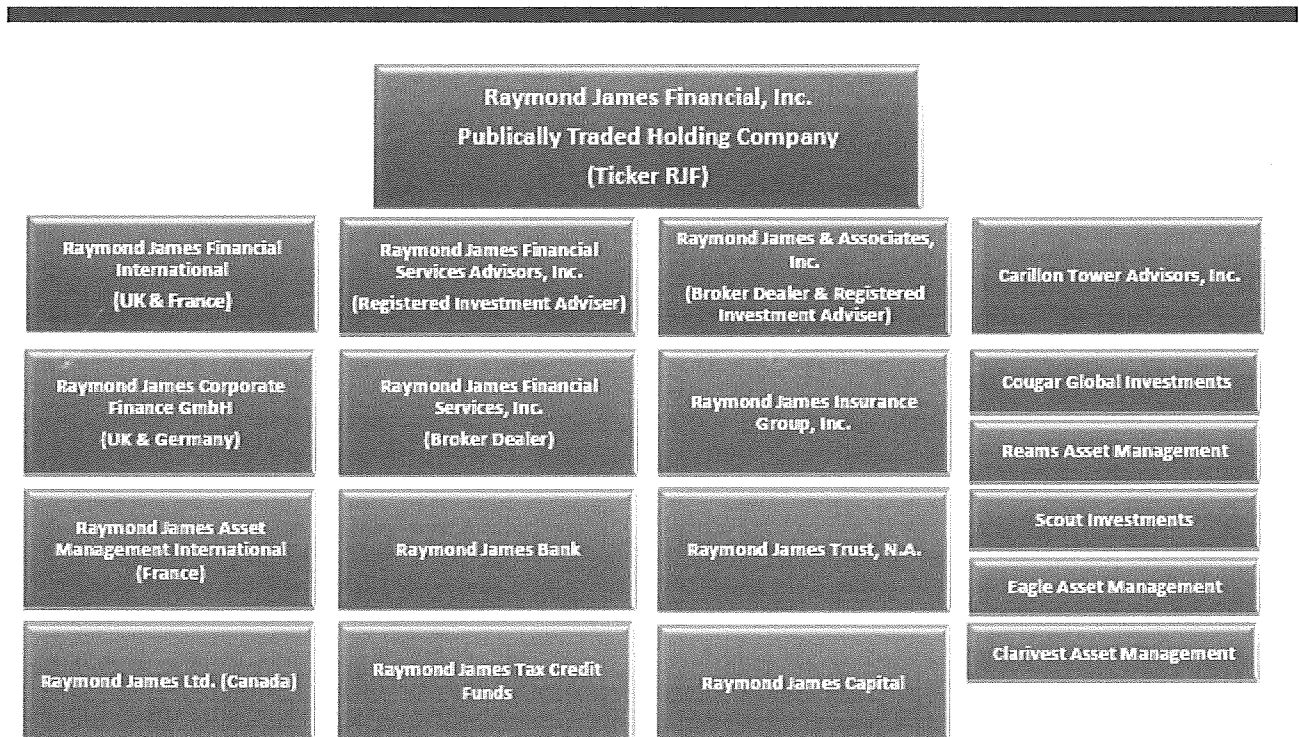 Raymond James Financial, Inc.
Publically Traded Holding Company
(Ticker RJF)
Raymond James Financial
International
(UK & France)
Raymond James Financial
Services Advisors, Inc.
(Registered Investment Adviser)
Raymond James & Associates,
Inc.
(Broker Dealer & Registered
Investment Adviser)
Carillon Tower Advisors, Inc.
Raymond James Corporate
Finance GmbH
(UK & Germany)
Raymond James Financial
Services, Inc.
(Broker Dealer)
Raymond James Insurance
Group, Inc.
Cougar Global Investments
Reams Asset Management
Raymond James Asset
Management International
(France)
Raymond James Bank
Raymond James Trust, N.A.
Scout Investments
Eagle Asset Management
Raymond James Ltd. (Canada)
Raymond James Tax Credit
Funds
Raymond James Capital
Clarivest Asset Management